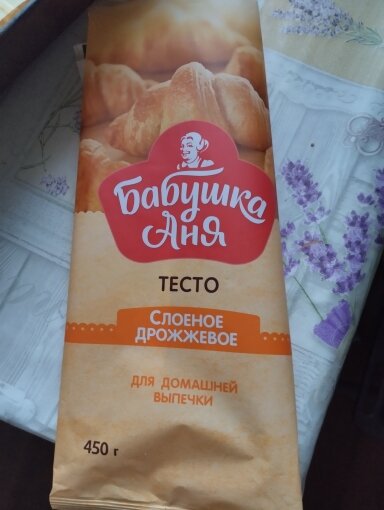 Бабушка
Аня
ТЕСТО
СЛОЕНОЕ
ДРОЖЖЕВОЕ
ДЛЯ ДОМАШНЕЙ
ВЫПЕЧКИ
450 г